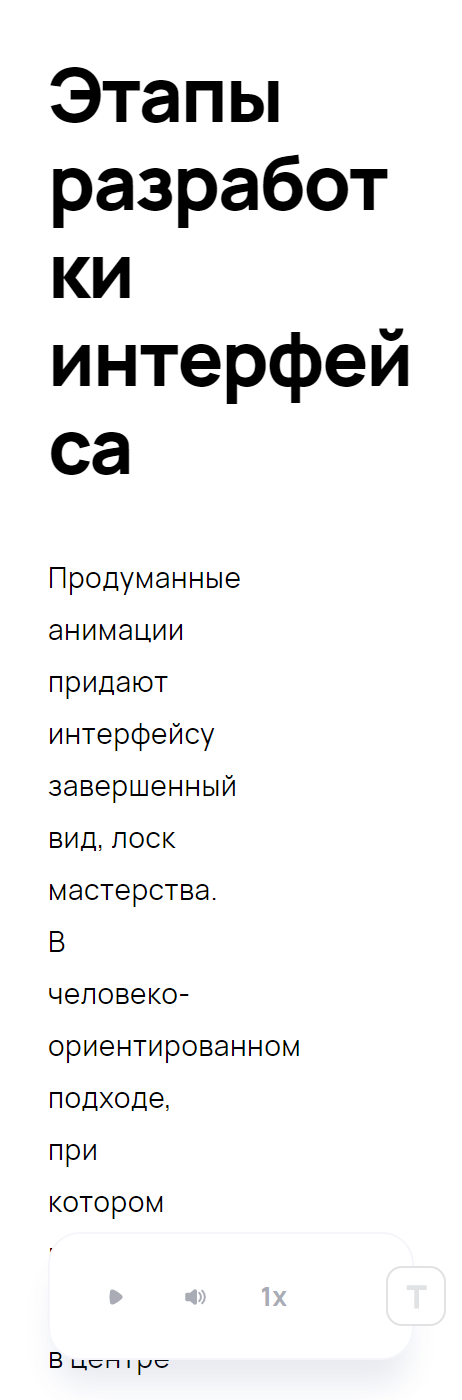 Этапы
разработ
ки
интерфей
са
Продуманные
анимации
придают
интерфейсу
завершенный
вид, лоск
мастерства.
В
человеко-
ориентированном
подходе,
при
котором
1x
T
в центре